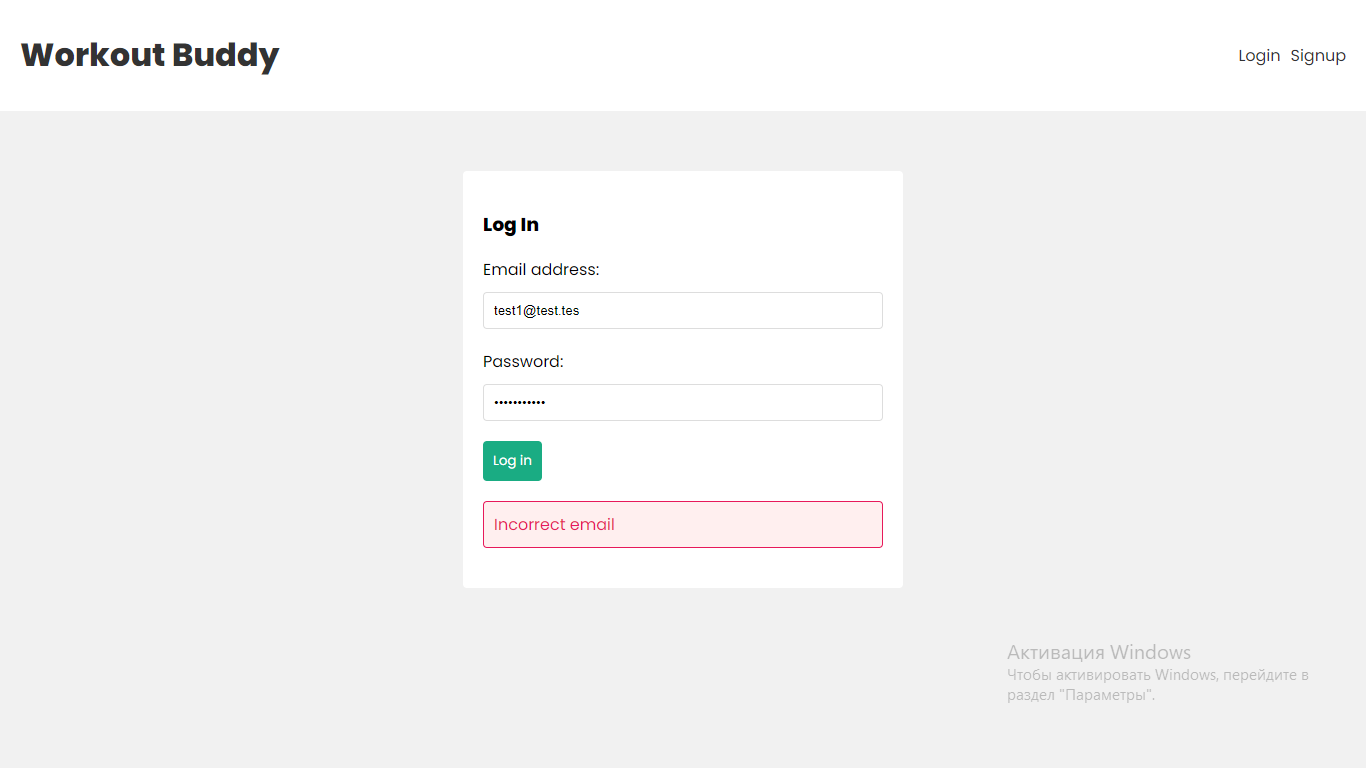 Workout Buddy
Login Signup
Log In
Email address:
test1@test.tes
Password:
•••••••••••
Log in
Incorrect email
Активация Windows
Чтобы активировать Windows, перейдите в
раздел "Параметры".